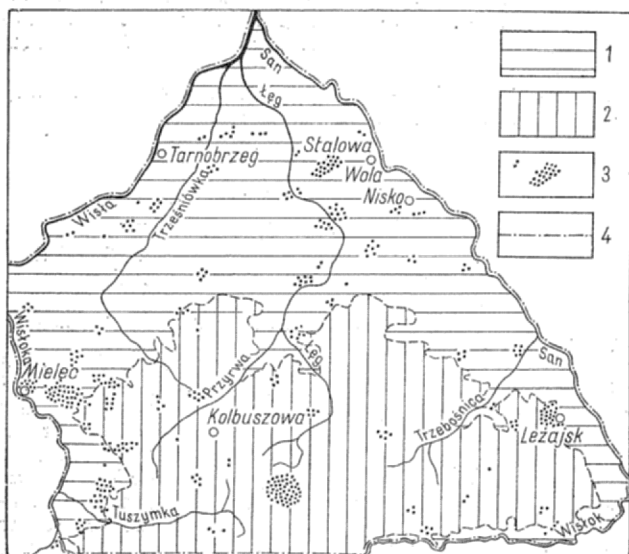 San
Łęg
1
2
Stalowa
Wola
Tarnobrzeg
3
Nisko
Wisła
Trześniówka
4
Wisłoka
Mielec
Przyrwa
Łęg
San
Kolbuszowa
Trzebośnica
Leżajsk
Tuszymka
Wisłok